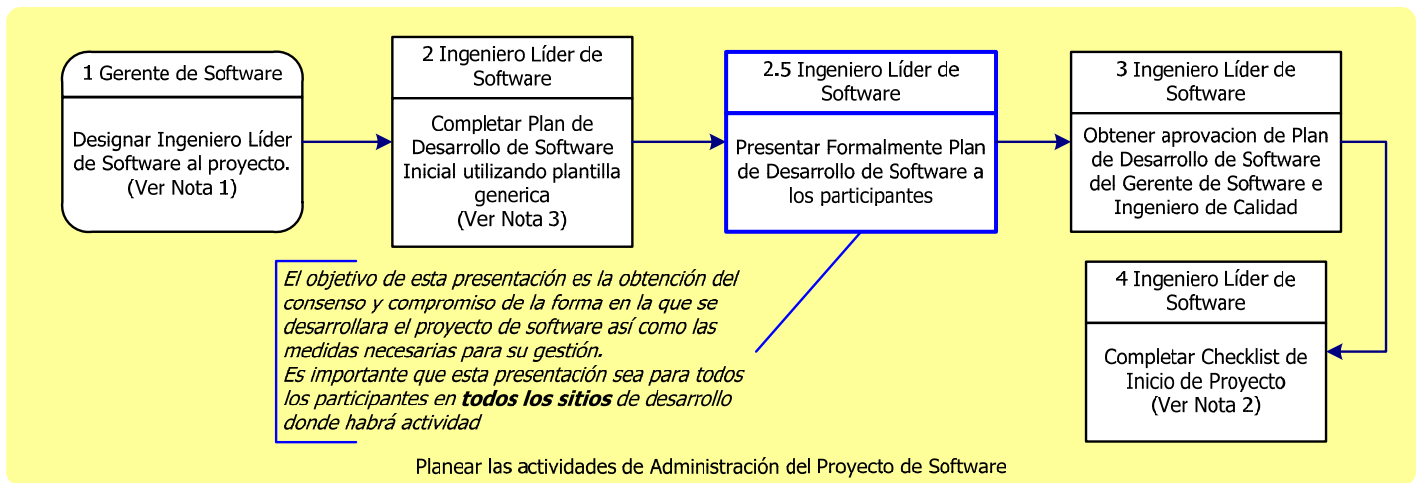 1 Gerente de Software
Designar Ingeniero Líder
de Software al proyecto.
(Ver Nota 1)
2 Ingeniero Líder de
Software
Completar Plan de
Desarrollo de Software
Inicial utilizando plantilla
generica
(Ver Nota 3)
2.5 Ingeniero Líder de
Software
Presentar Formalmente Plan
de Desarrollo de Software a
los participantes
3 Ingeniero Líder de
Software
Obtener aprovacion de Plan
de Desarrollo de Software
del Gerente de Software e
Ingeniero de Calidad
El objetivo de esta presentación es la obtención del
consenso y compromiso de la forma en la que se
desarrollara el proyecto de software así como las
medidas necesarias para su gestión.
Es importante que esta presentación sea para todos
los participantes en todos los sitios de desarrollo
donde habrá actividad
4 Ingeniero Líder de
Software
Completar Checklist de
Inicio de Proyecto
(Ver Nota 2)
Planear las actividades de Administración del Proyecto de Software